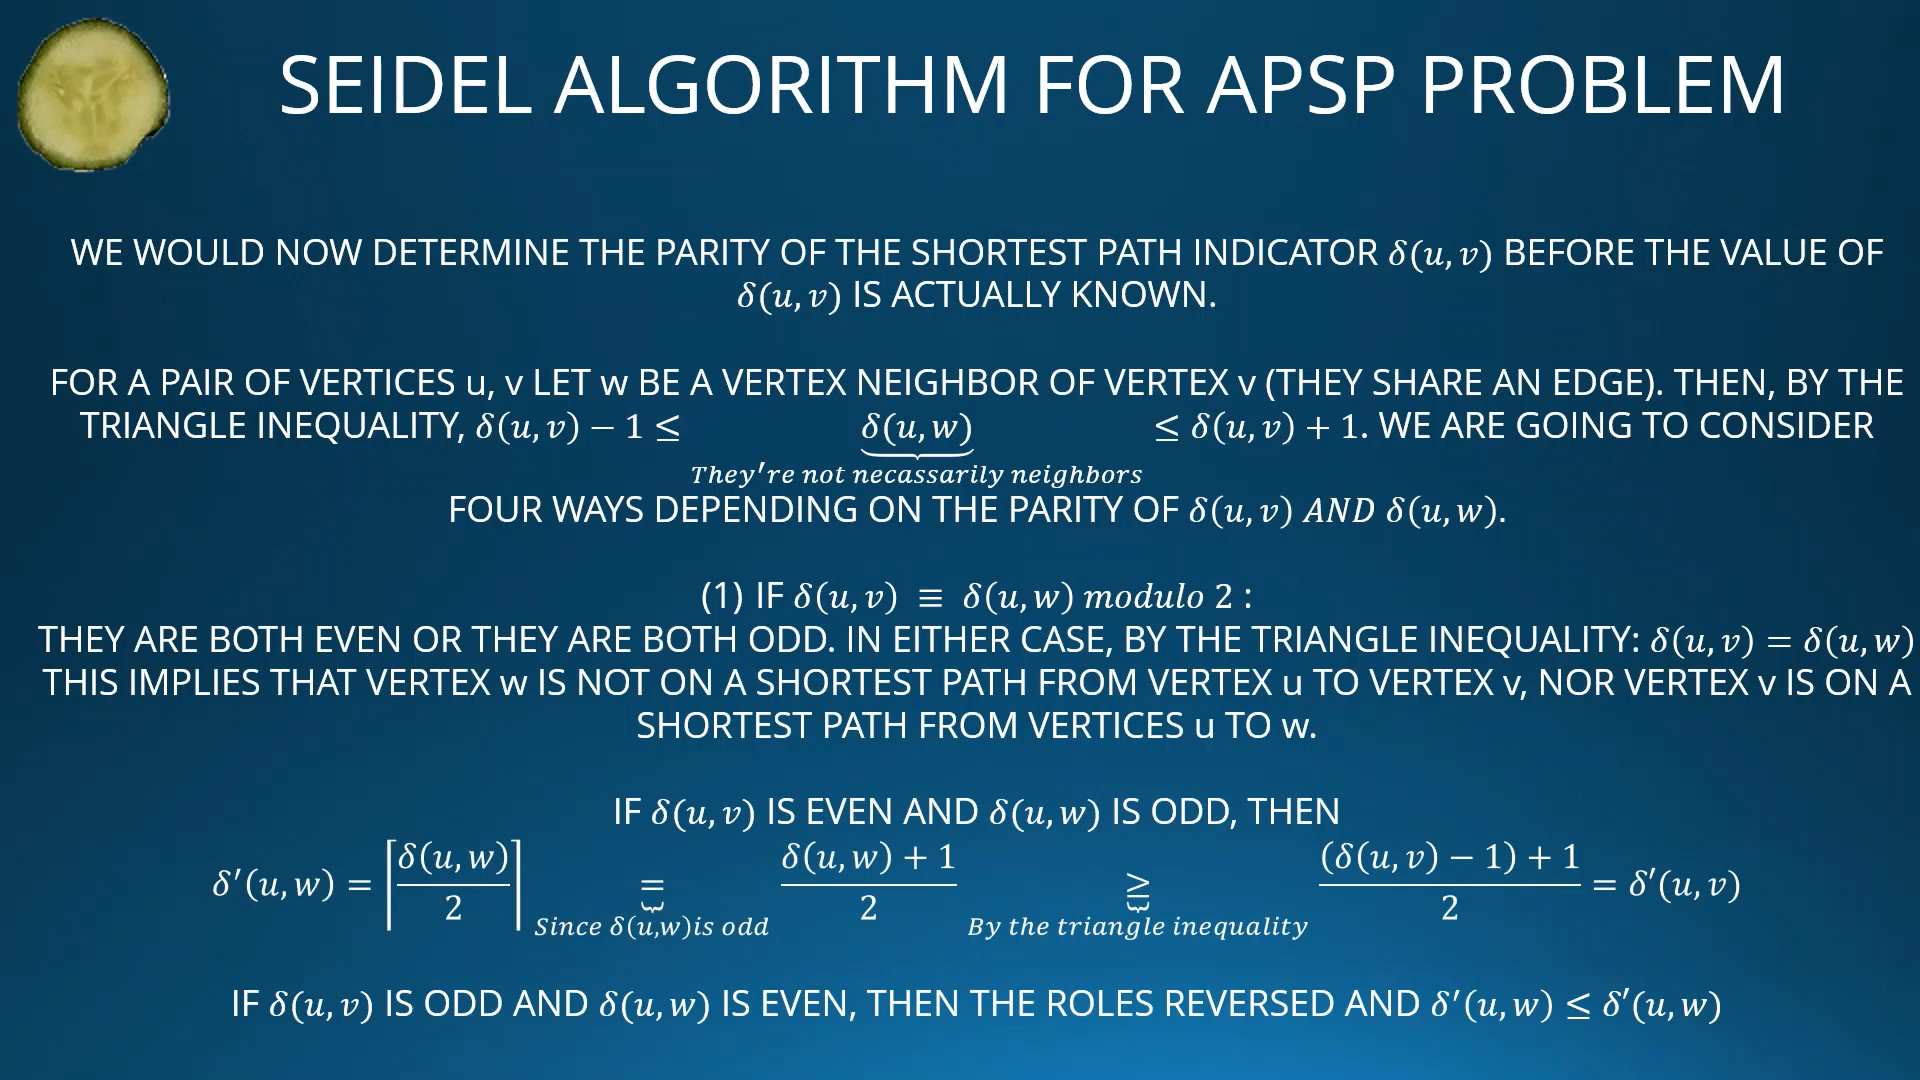 SEIDEL ALGORITHM FOR APSP PROBLEM
WE WOULD NOW DETERMINE THE PARITY OF THE SHORTEST PATH INDICATOR δ(u, v) BEFORE THE VALUE OF
δ(u, v) IS ACTUALLY KNOWN.
FOR A PAIR OF VERTICES u, v LET w BE A VERTEX NEIGHBOR OF VERTEX v (THEY SHARE AN EDGE). THEN, BY THE
TRIANGLE INEQUALITY, δ(u, v) − 1 ≤ δ(u, w) ≤ δ(u, v) + 1. WE ARE GOING TO CONSIDER
They′re not necassarily neighbors
FOUR WAYS DEPENDING ON THE PARITY OF δ(u, v) AND δ(u, w).
(1) IF δ(u, v) ≡ δ(u, w) modulo 2 :
THEY ARE BOTH EVEN OR THEY ARE BOTH ODD. IN EITHER CASE, BY THE TRIANGLE INEQUALITY: δ(u, v) = δ(u, w)
THIS IMPLIES THAT VERTEX w IS NOT ON A SHORTEST PATH FROM VERTEX u TO VERTEX v, NOR VERTEX v IS ON A
SHORTEST PATH FROM VERTICES u TO w.
IF δ(u, v) IS EVEN AND δ(u, w) IS ODD, THEN
δ′(u, w) = ⌈δ(u, w)/2⌉ = (δ(u, w) + 1)/2 ≥ ((δ(u, v) − 1) + 1)/2 = δ′(u, v)
Since δ(u,w)is odd By the triangle inequality
IF δ(u, v) IS ODD AND δ(u, w) IS EVEN, THEN THE ROLES REVERSED AND δ′(u, w) ≤ δ′(u, w)